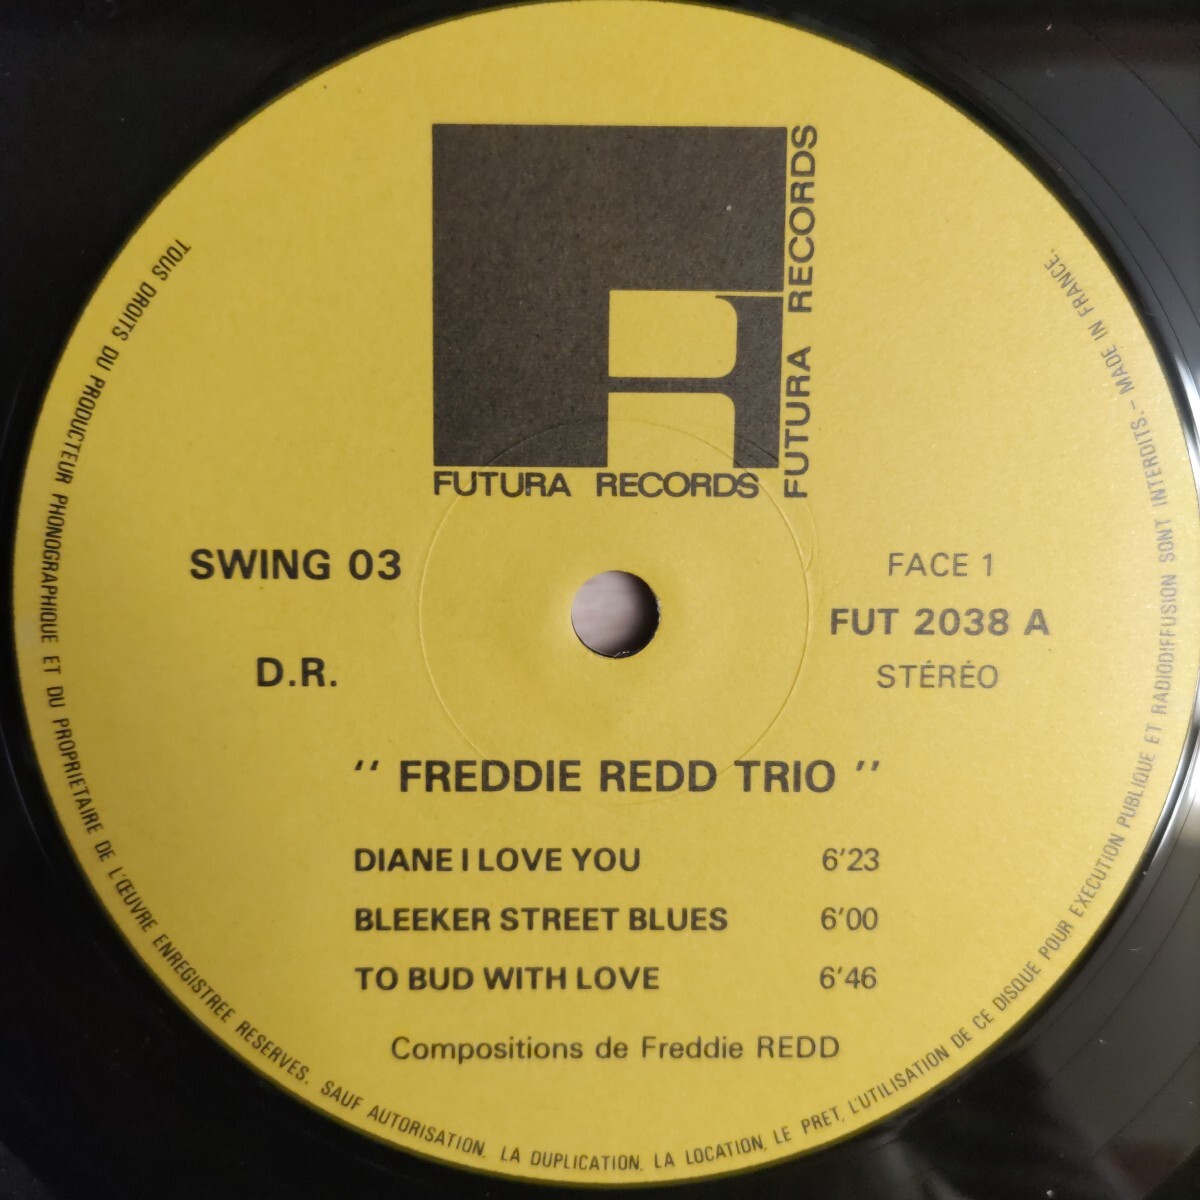 FUTURA RECORDS
FUTURA RECORDS
SWING 03
D.R.
FACE 1
FUT 2038 A
STÉRÉO
" FREDDIE REDD TRIO "
DIANE I LOVE YOU 6'23
BLEEKER STREET BLUES 6'00
TO BUD WITH LOVE 6'46
Compositions de Freddie REDD
TOUS DROITS DU PRODUCTEUR PHONOGRAPHIQUE ET DU PROPRIETAIRE DE L'ŒUVRE ENREGISTREE RESERVES. SAUF AUTORISATION, LA DUPLICATION, LA LOCATION, LE PRET, L'UTILISATION DE CE DISQUE POUR EXECUTION PUBLIQUE ET RADIODIFFUSION SONT INTERDITS.- MADE IN FRANCE.